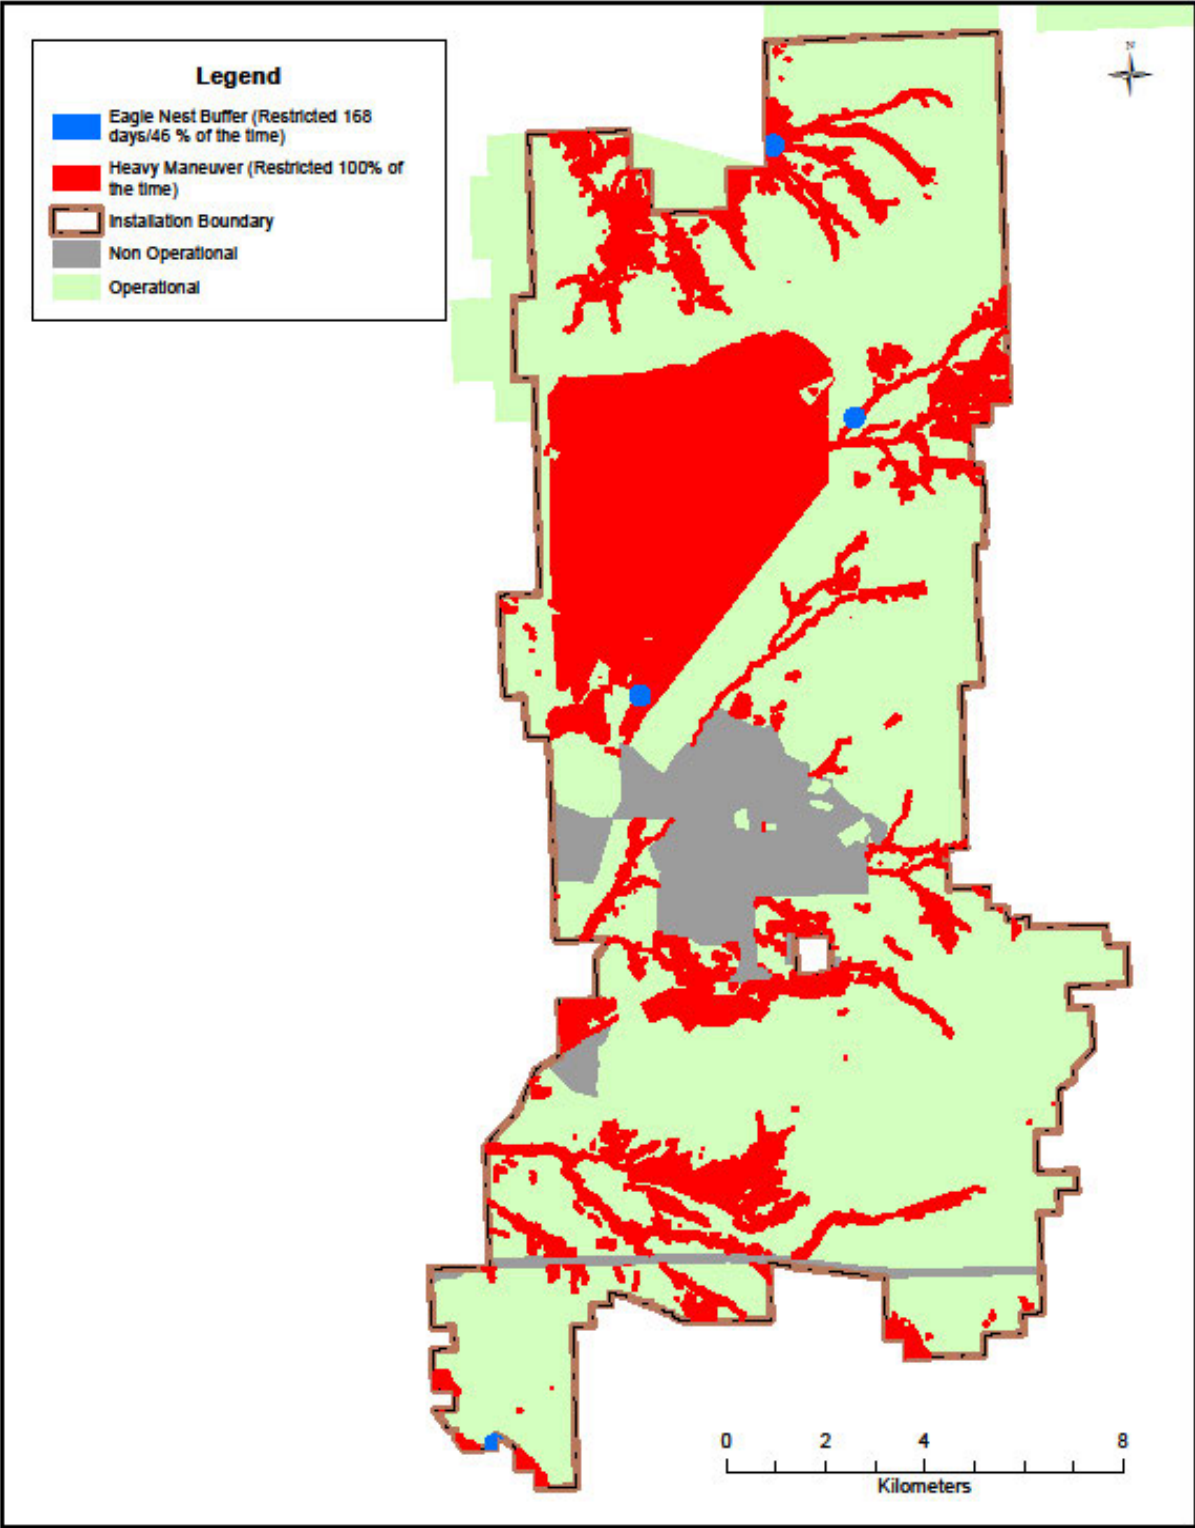 Legend
Eagle Nest Buffer (Restricted 168
days/46 % of the time)
Heavy Maneuver (Restricted 100% of
the time)
Installation Boundary
Non Operational
Operational
N
0 2 4 8
Kilometers